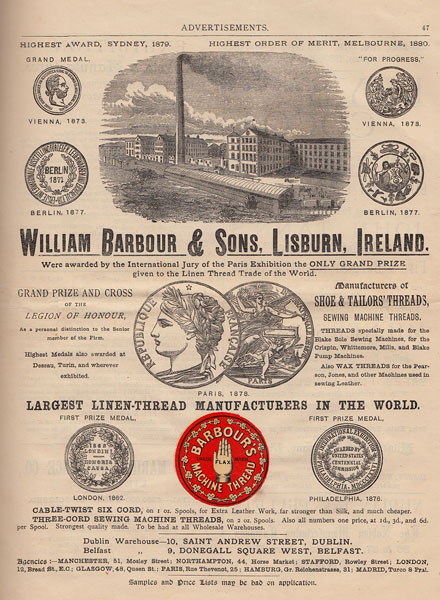 ADVERTISEMENTS. 47
HIGHEST AWARD, SYDNEY, 1879. HIGHEST ORDER OF MERIT, MELBOURNE, 1880.
GRAND MEDAL. "FOR PROGRESS."
VIENNA, 1873. VIENNA, 1873.
BERLIN
BERLIN, 1877. BERLIN, 1877.
WILLIAM BARBOUR & SONS, LISBURN, IRELAND.
Were awarded by the International Jury of the Paris Exhibition the ONLY GRAND PRIZE
given to the Linen Thread Trade of the World.
GRAND PRIZE AND CROSS
OF THE
LEGION OF HONOUR,
As a personal distinction to the Senior
member of the Firm.
Highest Medals also awarded at
Dessau, Turin, and wherever
exhibited.
REPUBLIQUE FRANÇAISE
PARIS
PARIS, 1878.
Manufacturers of
SHOE & TAILORS' THREADS,
SEWING MACHINE THREADS.
THREADS specially made for the
Blake Sole Sewing Machines, for the
Crispin, Whittemore, Mills, and Blake
Pump Machines.
Also WAX THREADS for the Pear-
son, Jones, and other Machines used in
sewing Leather.
LARGEST LINEN-THREAD MANUFACTURERS IN THE WORLD.
FIRST PRIZE MEDAL, FIRST PRIZE MEDAL,
1862
LONDINI
HONORIS
CAUSA
LONDON, 1862.
BARBOUR'S
FLAX
MACHINE THREAD
AWARDED BY
UNITED STATES
CENTENNIAL
COMMISSION
PHILADELPHIA, 1876.
CABLE-TWIST SIX CORD, on 1 oz. Spools, for Extra Leather Work, far stronger than Silk, and much cheaper.
THREE-CORD SEWING MACHINE THREADS, on 2 oz. Spools. Also all numbers one price, at 1d., 3d., and 6d.
per Spool. Strongest quality made. To be had at all Wholesale Warehouses.
Dublin Warehouse—10, SAINT ANDREW STREET, DUBLIN.
Belfast „ 9, DONEGALL SQUARE WEST, BELFAST.
Agencies:—MANCHESTER, 51, Mosley Street; NORTHAMPTON, 44, Horse Market; STAFFORD, Rowley Street; LONDON,
12, Bread St., E.C.; GLASGOW, 48, Queen St.; PARIS, Rue Thevenot, 25; HAMBURG, Gr. Reichenstrasse, 31; MADRID, Torco 8 Pral.
Samples and Price Lists may be had on application.